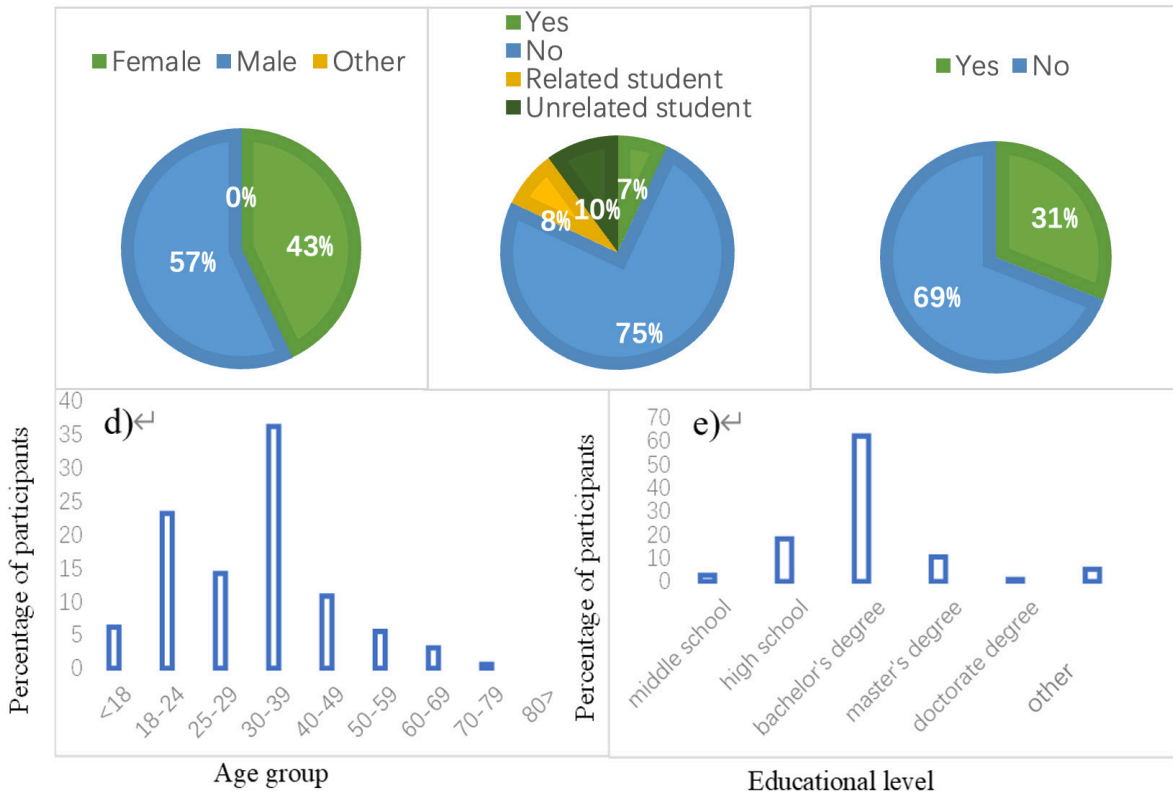 Female Male Other
0%
57%
43%
Yes
No
Related student
Unrelated student
7%
8%
10%
75%
Yes No
31%
69%
d)↵
Percentage of participants
40
35
30
25
20
15
10
5
0
<18
18-24
25-29
30-39
40-49
50-59
60-69
70-79
80>
Age group
e)↵
Percentage of participants
70
60
50
40
30
20
10
0
middle school
high school
bachelor's degree
master's degree
doctorate degree
other
Educational level